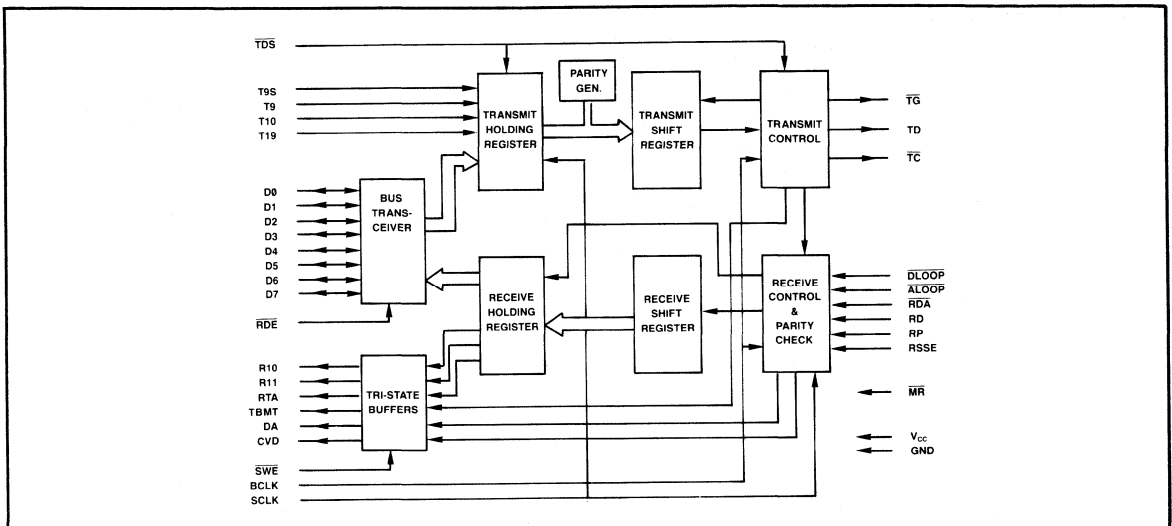 TDS
T9S
T9
T10
T19
D0
D1
D2
D3
D4
D5
D6
D7
RDE
R10
R11
RTA
TBMT
DA
CVD
SWE
BCLK
SCLK
BUS
TRANS-
CEIVER
TRI-STATE
BUFFERS
TRANSMIT
HOLDING
REGISTER
PARITY
GEN.
TRANSMIT
SHIFT
REGISTER
TRANSMIT
CONTROL
RECEIVE
HOLDING
REGISTER
RECEIVE
SHIFT
REGISTER
RECEIVE
CONTROL
&
PARITY
CHECK
TG
TD
TC
DLOOP
ALOOP
RDA
RD
RP
RSSE
MR
VCC
GND